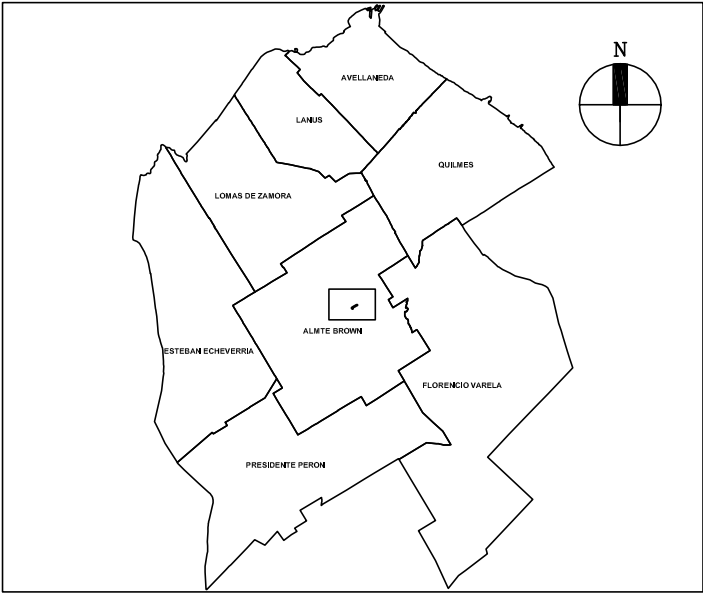 N
AVELLANEDA
LANUS
QUILMES
LOMAS DE ZAMORA
ALMTE BROWN
ESTEBAN ECHEVERRIA
FLORENCIO VARELA
PRESIDENTE PERON